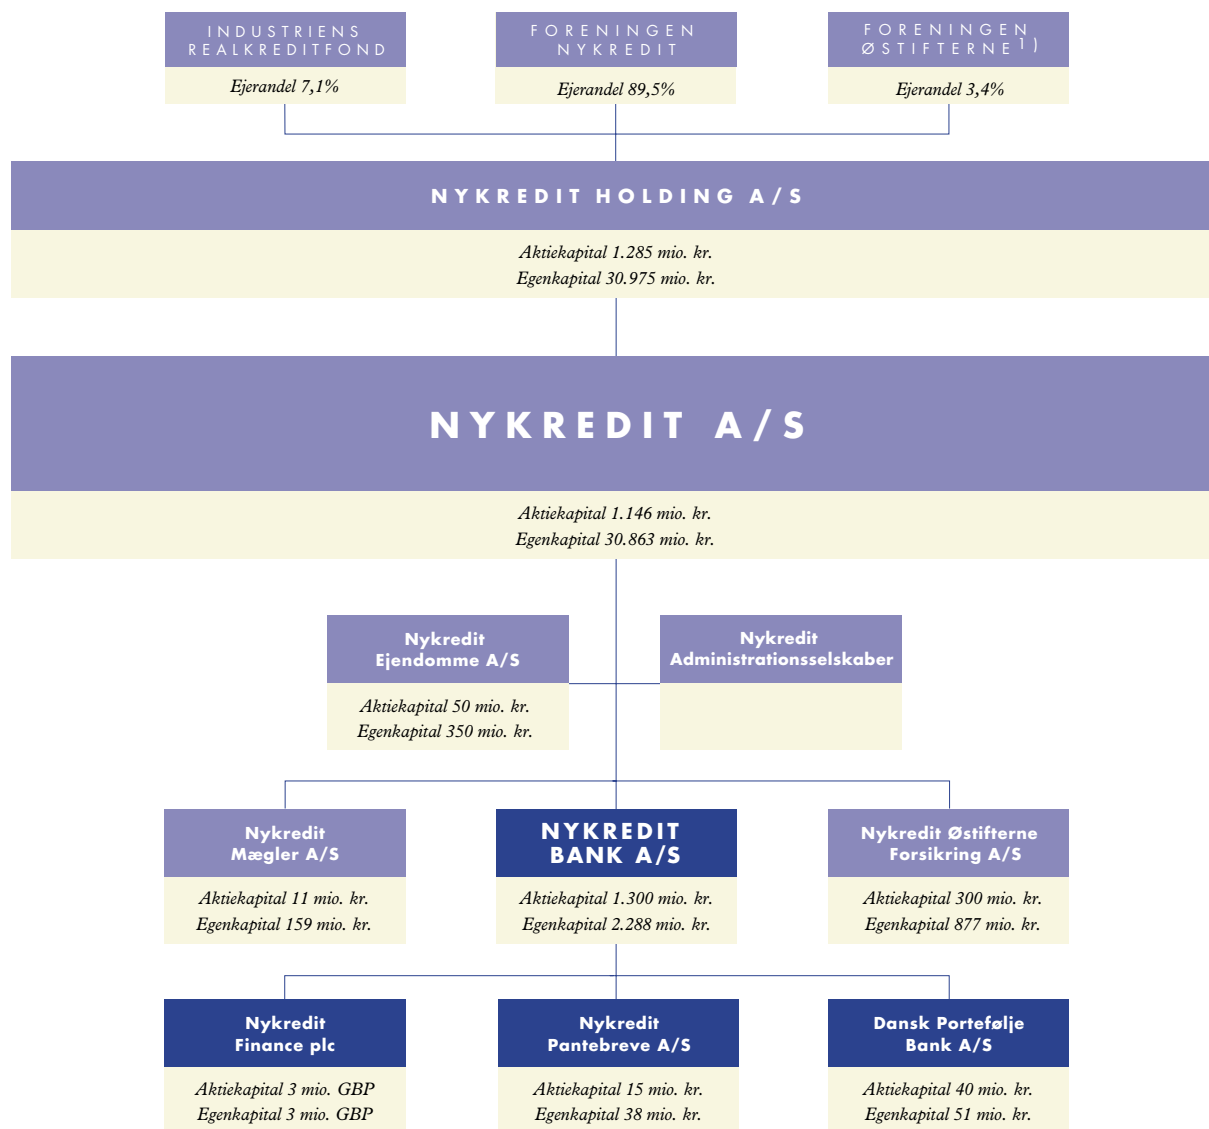 INDUSTRIENS
REALKREDITFOND
Ejerandel 7,1%
FORENINGEN
NYKREDIT
Ejerandel 89,5%
FORENINGEN
ØSTIFTERNE1)
Ejerandel 3,4%
NYKREDIT HOLDING A/S
Aktiekapital 1.285 mio. kr.
Egenkapital 30.975 mio. kr.
NYKREDIT A/S
Aktiekapital 1.146 mio. kr.
Egenkapital 30.863 mio. kr.
Nykredit
Ejendomme A/S
Aktiekapital 50 mio. kr.
Egenkapital 350 mio. kr.
Nykredit
Administrationsselskaber
Nykredit
Mægler A/S
Aktiekapital 11 mio. kr.
Egenkapital 159 mio. kr.
NYKREDIT
BANK A/S
Aktiekapital 1.300 mio. kr.
Egenkapital 2.288 mio. kr.
Nykredit Østifterne
Forsikring A/S
Aktiekapital 300 mio. kr.
Egenkapital 877 mio. kr.
Nykredit
Finance plc
Aktiekapital 3 mio. GBP
Egenkapital 3 mio. GBP
Nykredit
Pantebreve A/S
Aktiekapital 15 mio. kr.
Egenkapital 38 mio. kr.
Dansk Portefølje
Bank A/S
Aktiekapital 40 mio. kr.
Egenkapital 51 mio. kr.